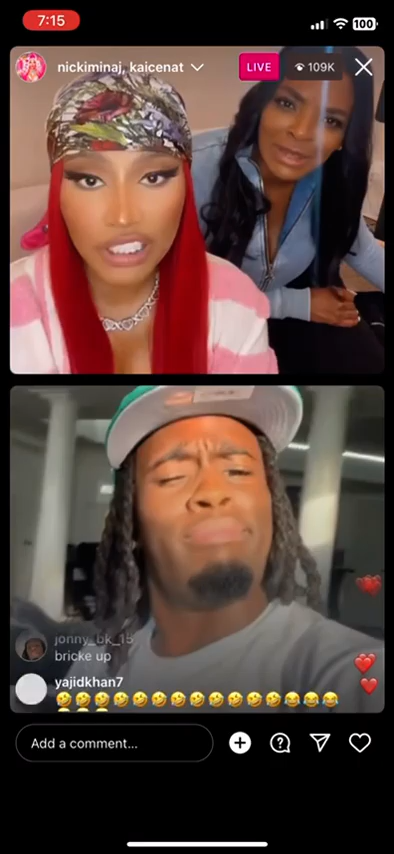 7:15
100
nickiminaj, kaicenat
LIVE
109K
jonny_bk_15
bricke up
yajidkhan7
🤣🤣🤣🤣🤣🤣🤣🤣🤣🤣🤣🤣😂😂😂
Add a comment...